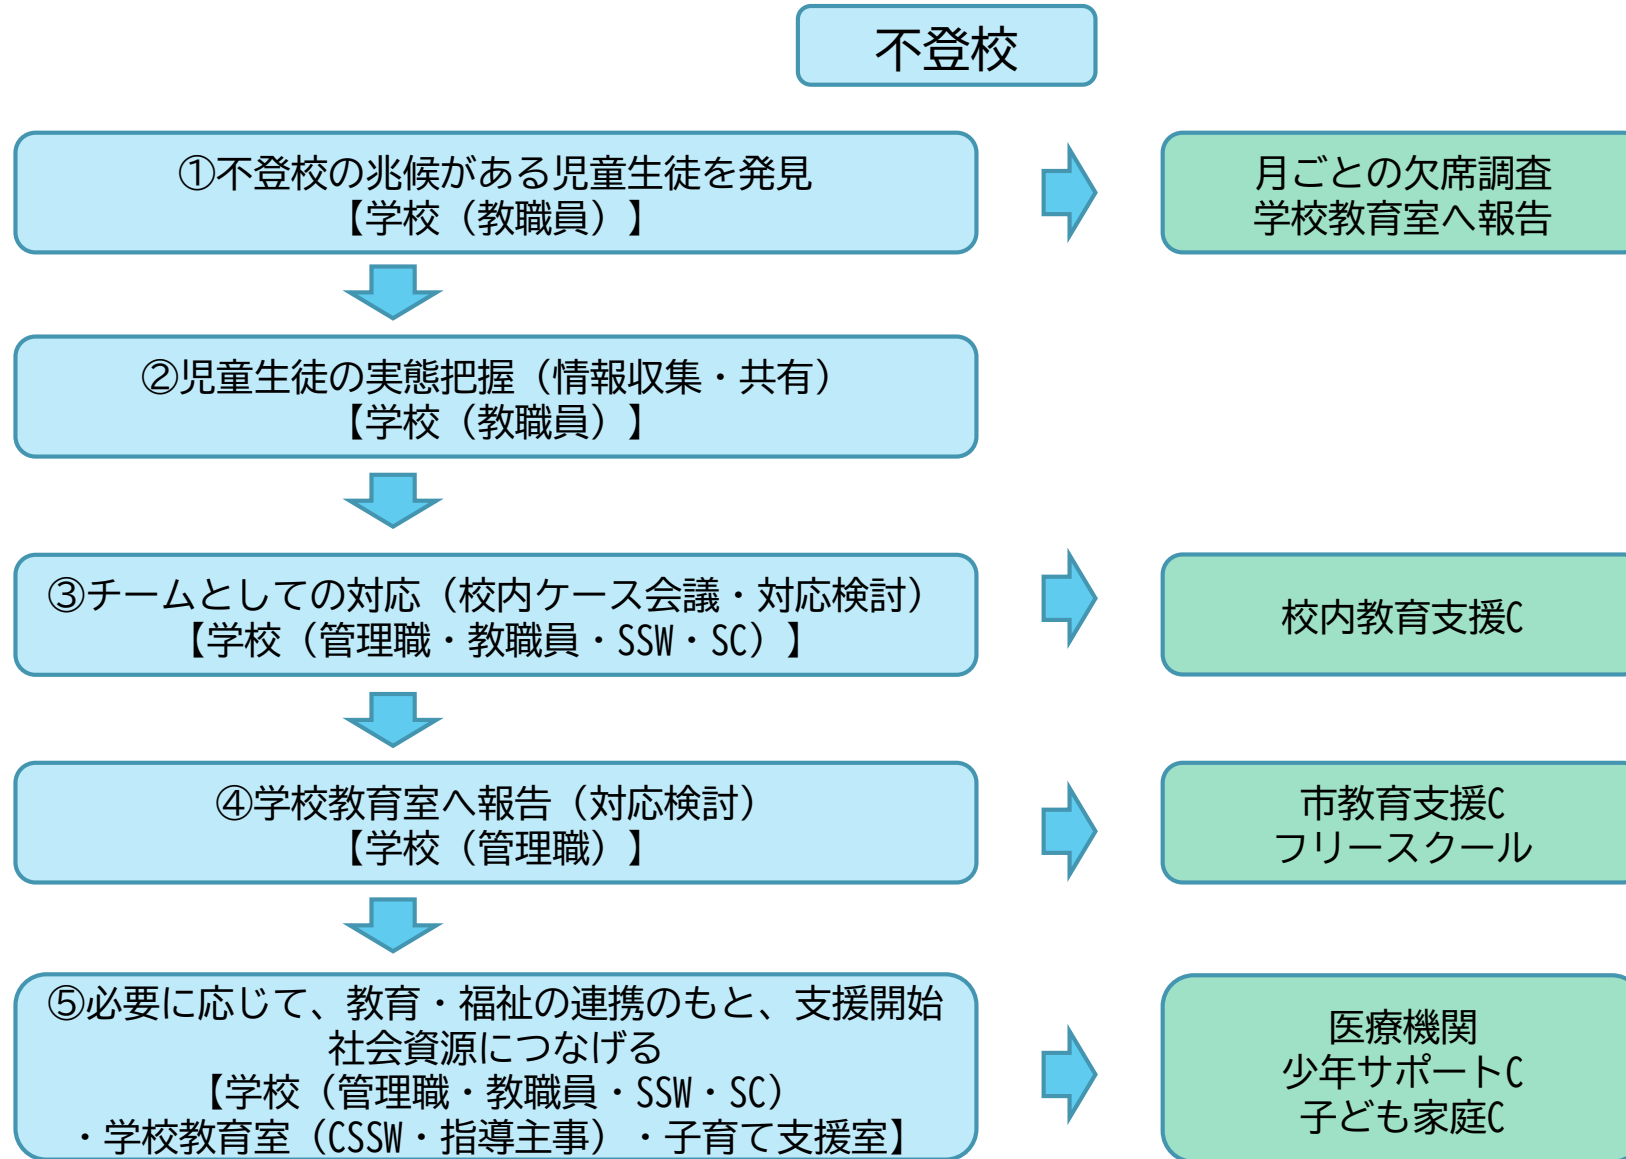 不登校
①不登校の兆候がある児童生徒を発見
【学校（教職員）】
月ごとの欠席調査
学校教育室へ報告
②児童生徒の実態把握（情報収集・共有）
【学校（教職員）】
③チームとしての対応（校内ケース会議・対応検討）
【学校（管理職・教職員・SSW・SC）】
校内教育支援C
④学校教育室へ報告（対応検討）
【学校（管理職）】
市教育支援C
フリースクール
⑤必要に応じて、教育・福祉の連携のもと、支援開始
社会資源につなげる
【学校（管理職・教職員・SSW・SC）
・学校教育室（CSSW・指導主事）・子育て支援室】
医療機関
少年サポートC
子ども家庭C